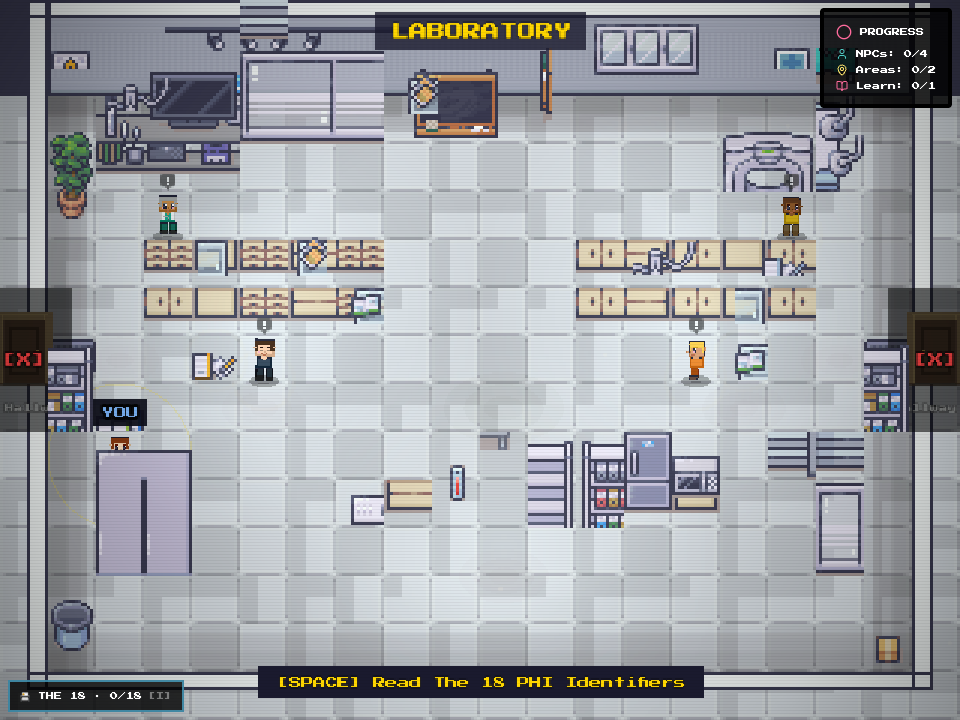 LABORATORY
PROGRESS
NPCs: 0/4
Areas: 0/2
Learn: 0/1
[X]
[X]
YOU
[SPACE] Read The 18 PHI Identifiers
THE 18 · 0/18 [I]